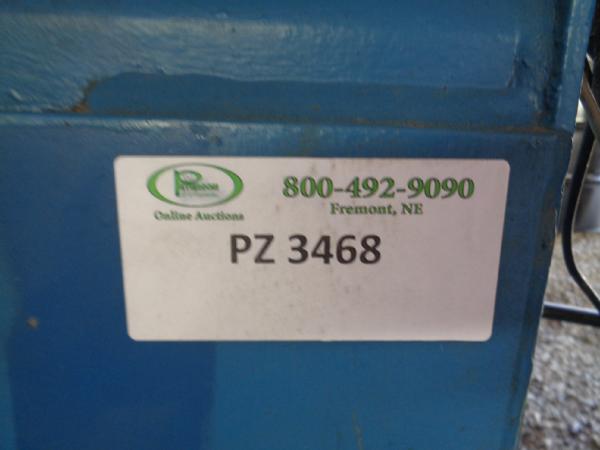 800-492-9090
Online Auctions
Fremont, NE
PZ 3468